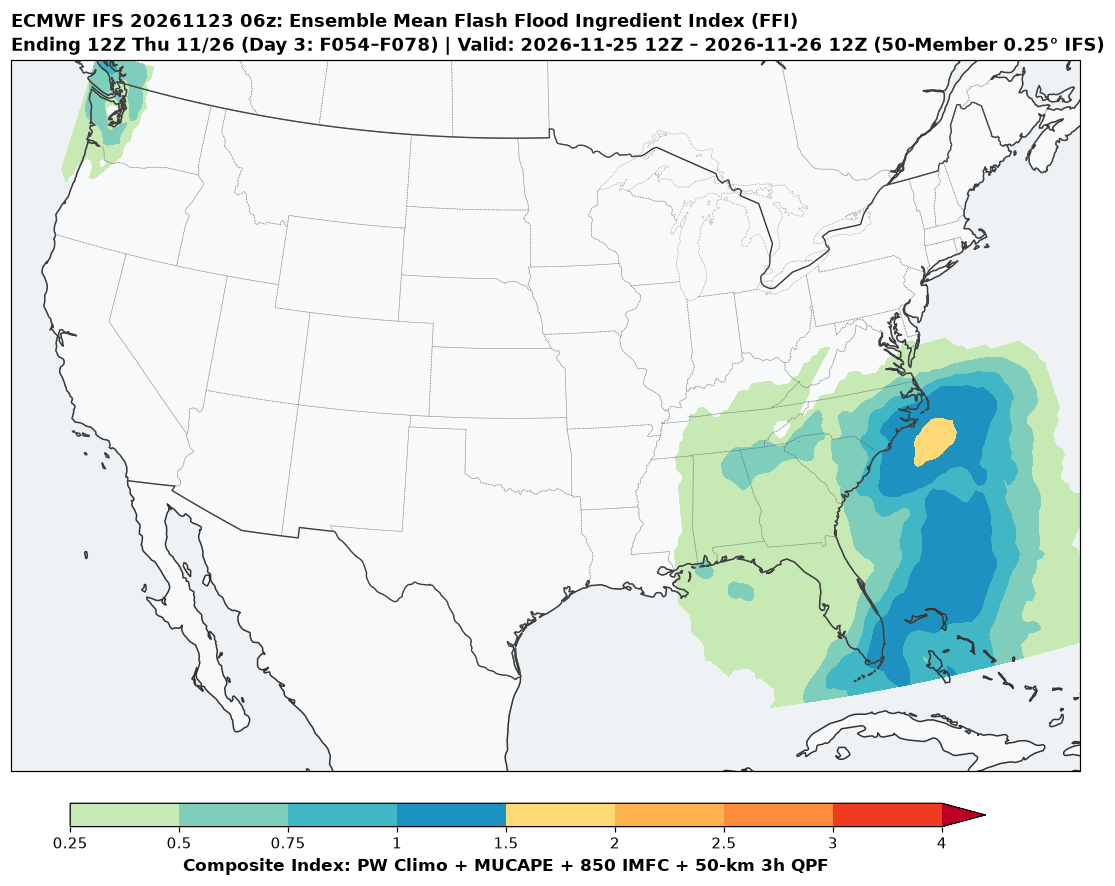 ECMWF IFS 20261123 06z: Ensemble Mean Flash Flood Ingredient Index (FFI)
Ending 12Z Thu 11/26 (Day 3: F054–F078) | Valid: 2026-11-25 12Z – 2026-11-26 12Z (50-Member 0.25° IFS)
0.25 0.5 0.75 1 1.5 2 2.5 3 4
Composite Index: PW Climo + MUCAPE + 850 IMFC + 50-km 3h QPF